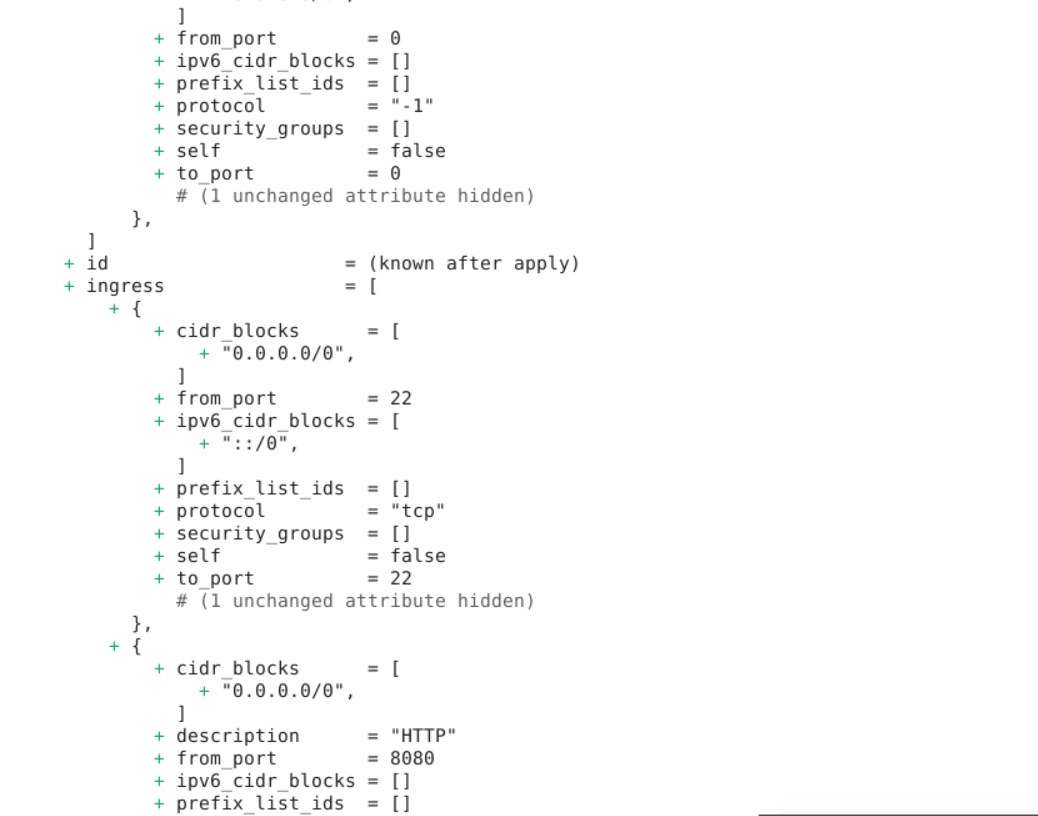 ]
+ from_port        = 0
+ ipv6_cidr_blocks = []
+ prefix_list_ids  = []
+ protocol         = "-1"
+ security_groups  = []
+ self             = false
+ to_port          = 0
# (1 unchanged attribute hidden)
},
]
+ id                     = (known after apply)
+ ingress                = [
+ {
+ cidr_blocks      = [
+ "0.0.0.0/0",
]
+ from_port        = 22
+ ipv6_cidr_blocks = [
+ "::/0",
]
+ prefix_list_ids  = []
+ protocol         = "tcp"
+ security_groups  = []
+ self             = false
+ to_port          = 22
# (1 unchanged attribute hidden)
},
+ {
+ cidr_blocks      = [
+ "0.0.0.0/0",
]
+ description      = "HTTP"
+ from_port        = 8080
+ ipv6_cidr_blocks = []
+ prefix_list_ids  = []